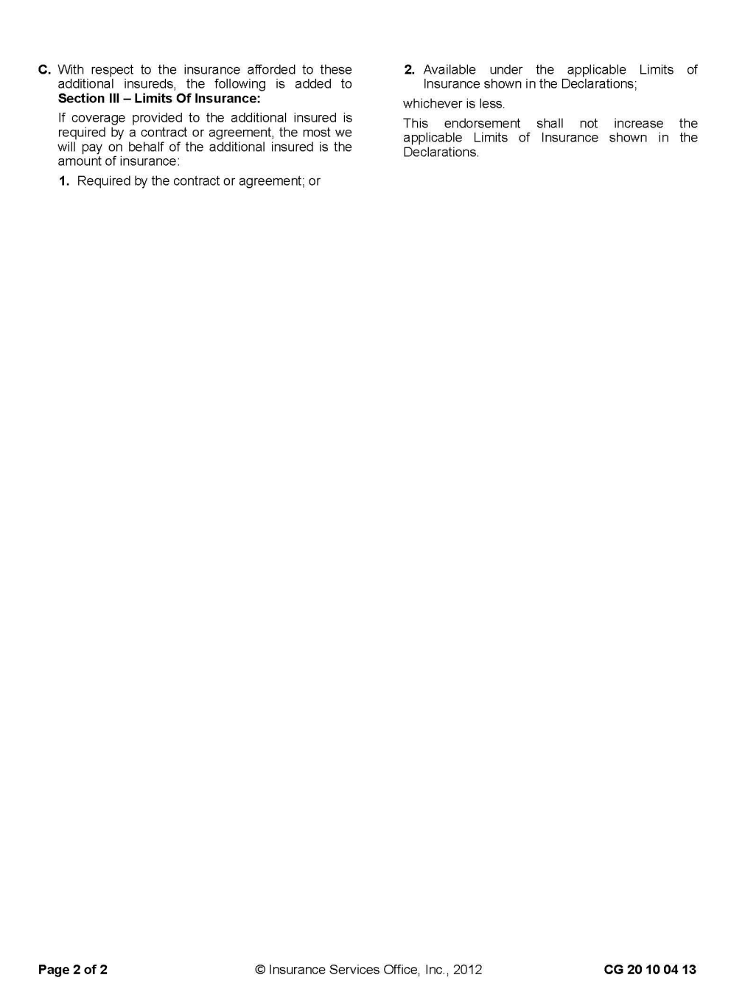 C. With respect to the insurance afforded to these
additional insureds, the following is added to
Section III – Limits Of Insurance:
If coverage provided to the additional insured is
required by a contract or agreement, the most we
will pay on behalf of the additional insured is the
amount of insurance:
1. Required by the contract or agreement; or
2. Available under the applicable Limits of
Insurance shown in the Declarations;
whichever is less.
This endorsement shall not increase the
applicable Limits of Insurance shown in the
Declarations.
Page 2 of 2
© Insurance Services Office, Inc., 2012
CG 20 10 04 13